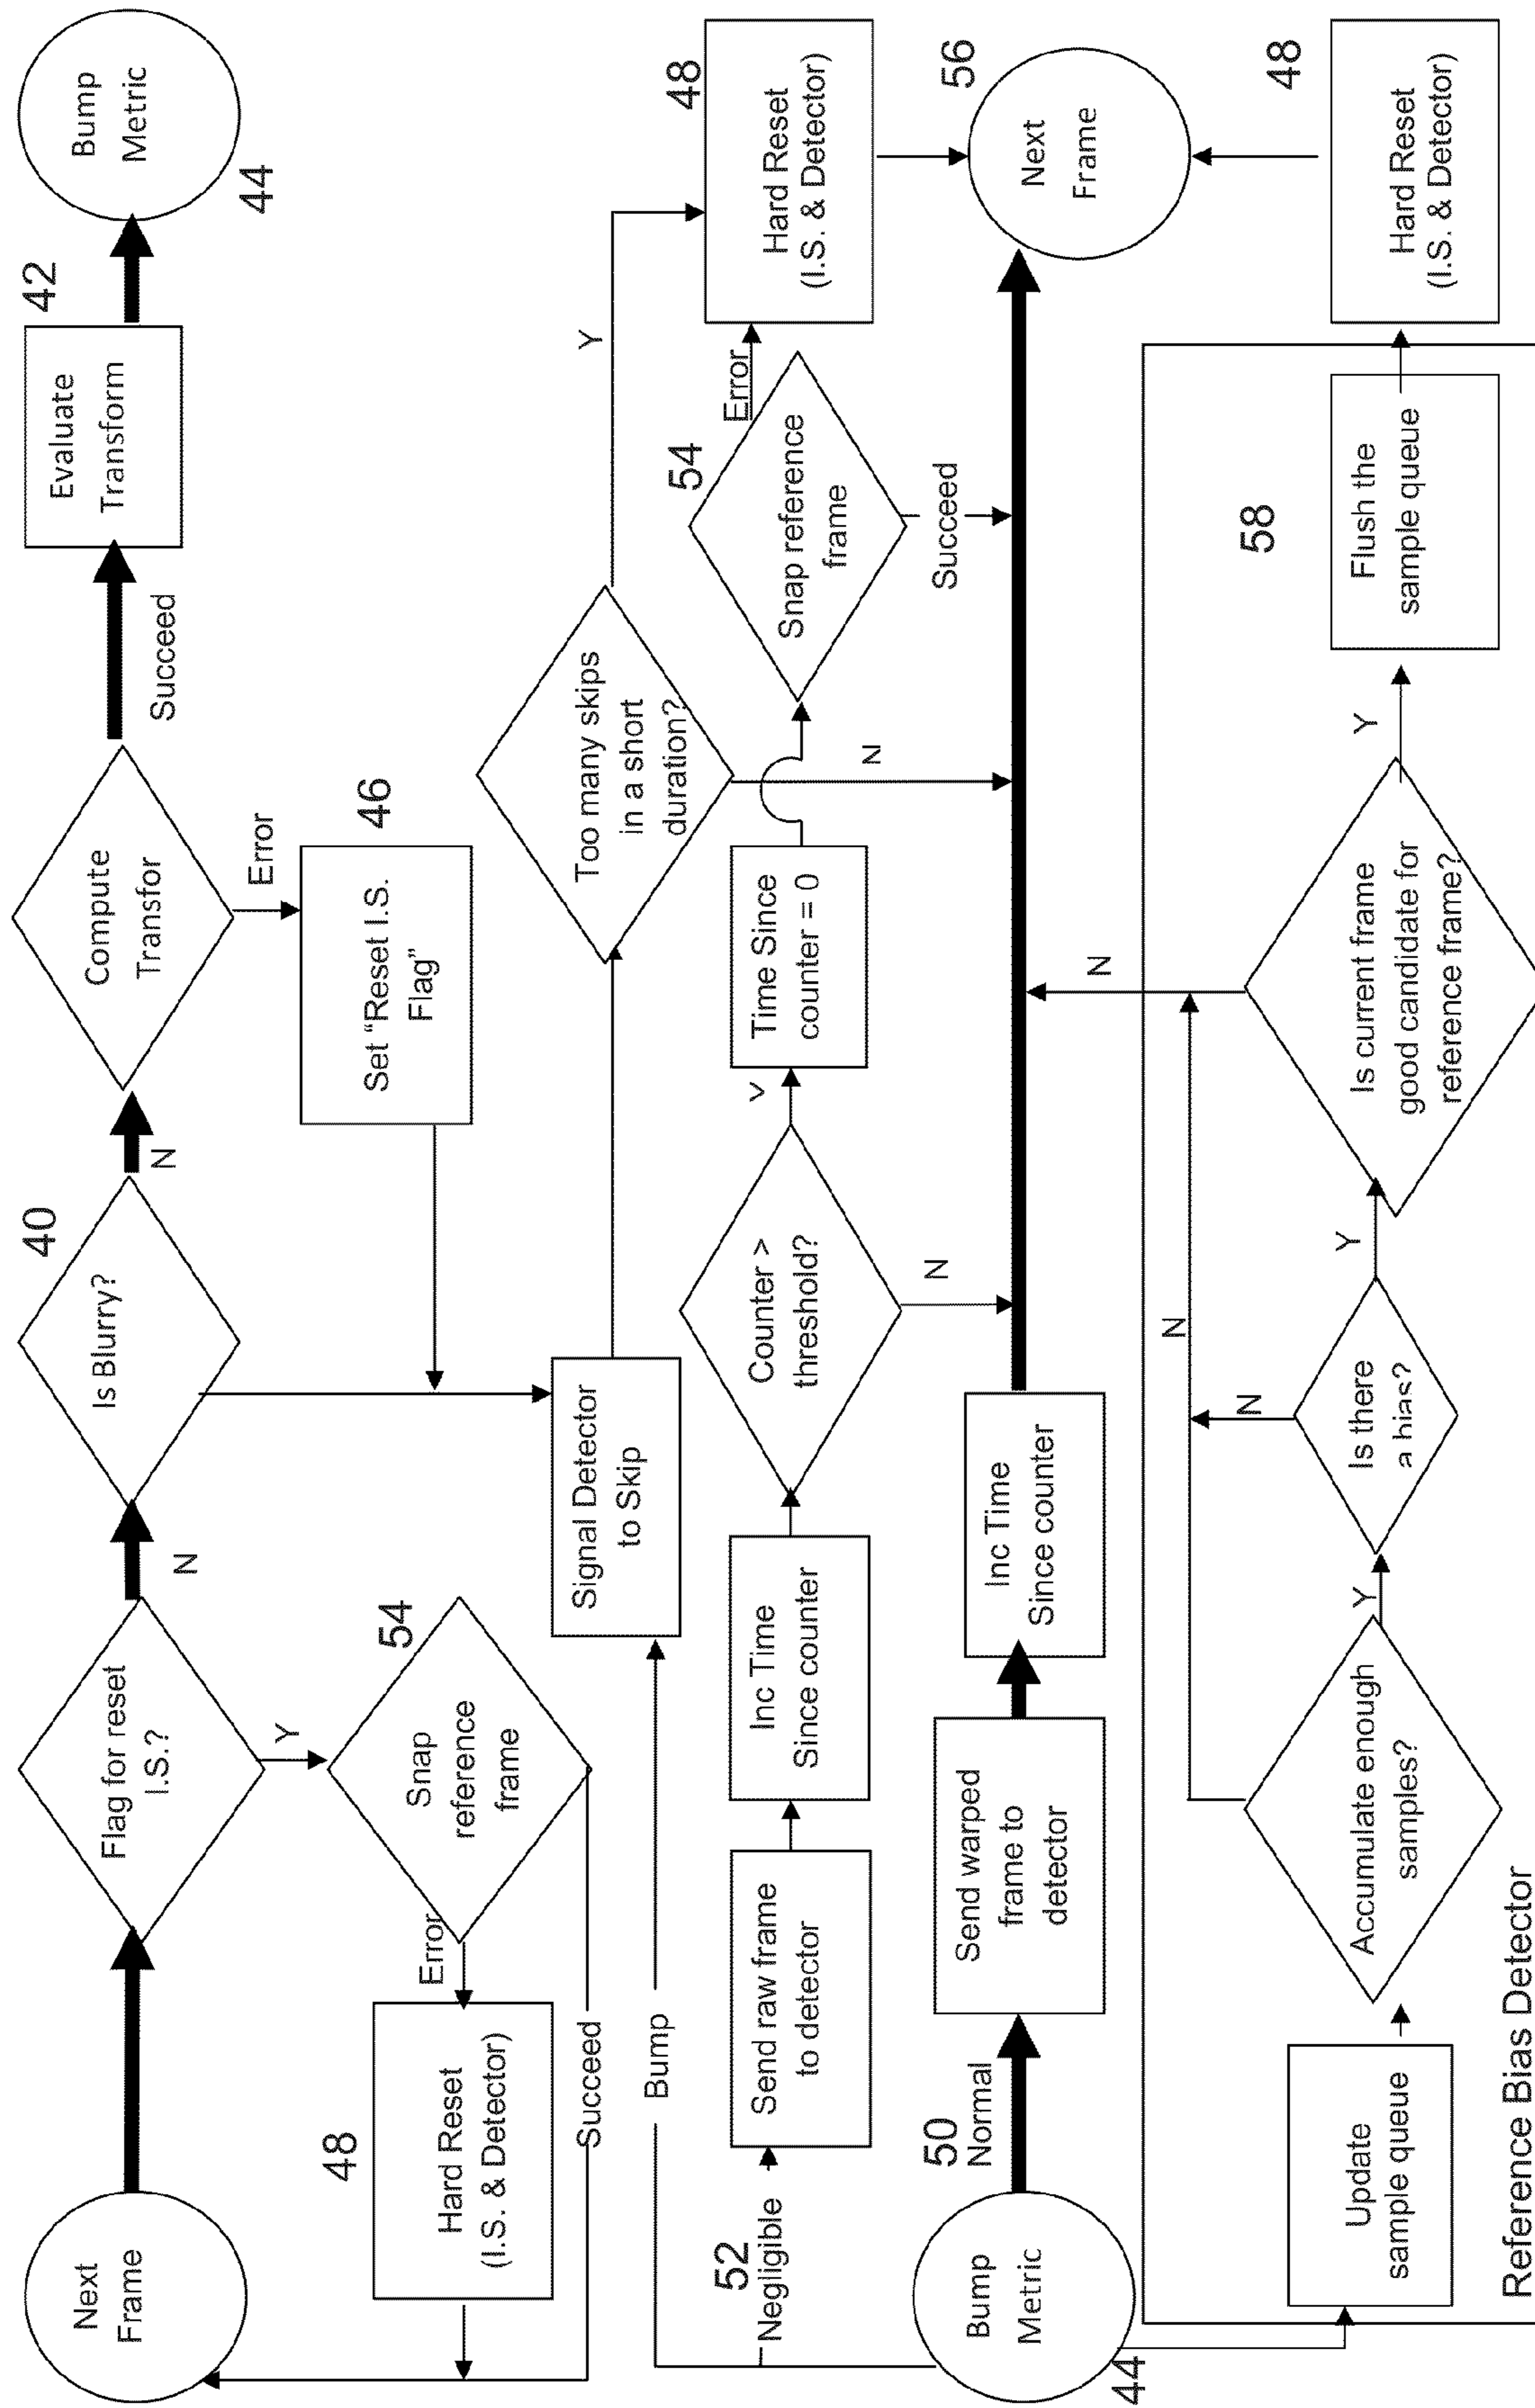 Next
Frame
Flag for reset
I.S.?
N
40
Is Blurry?
N
Compute
Transfor
Succeed
42
Evaluate
Transform
Bump
Metric
44
Y
54
Snap
reference
frame
Error
48
Hard Reset
(I.S. & Detector)
Succeed
Error
46
Set “Reset I.S.
Flag”
Signal Detector
to Skip
Too many skips
in a short
duration?
Y
N
Bump
52
Negligible
Send raw frame
to detector
Inc Time
Since counter
Counter >
threshold?
N
Time Since
counter = 0
54
Snap reference
frame
Error
Succeed
48
Hard Reset
(I.S. & Detector)
Bump
Metric
44
50
Normal
Send warped
frame to
detector
Inc Time
Since counter
56
Next
Frame
Update
sample queue
Accumulate enough
samples?
Y
N
Is there
a bias?
N
Y
Is current frame
good candidate for
reference frame?
N
Y
58
Flush the
sample queue
48
Hard Reset
(I.S. & Detector)
Reference Bias Detector